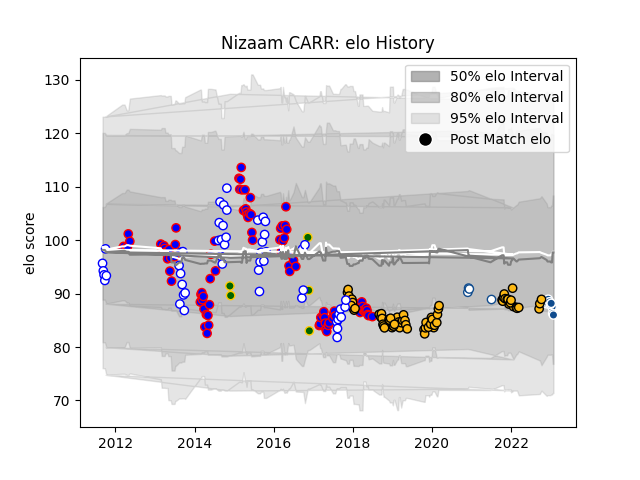 Nizaam CARR: elo History
50% elo Interval
80% elo Interval
95% elo Interval
Post Match elo
elo score
130
120
110
100
90
80
70
2012
2014
2016
2018
2020
2022